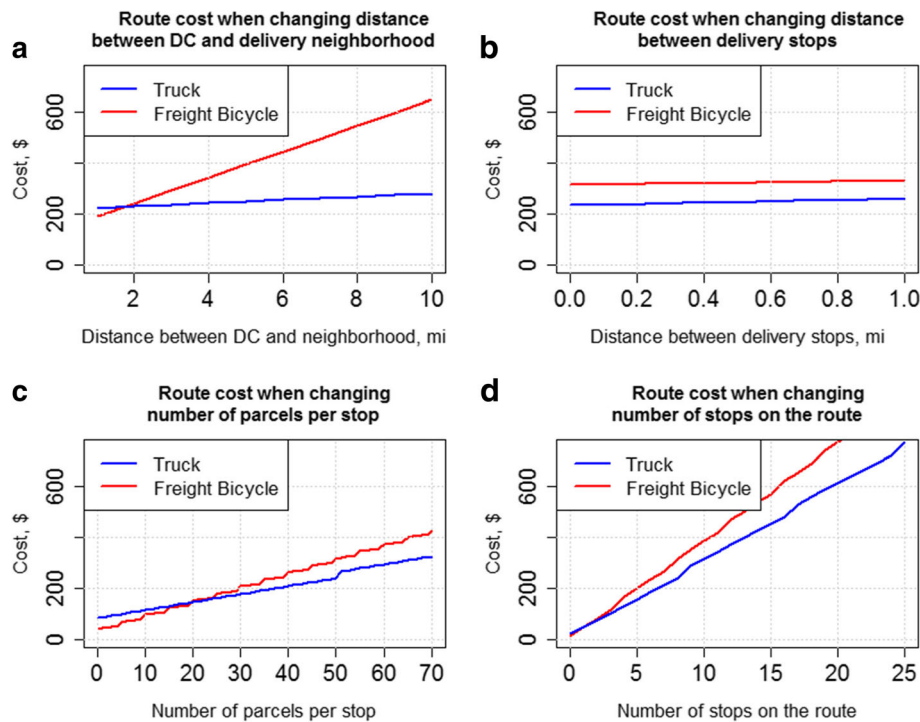 a
Route cost when changing distance
between DC and delivery neighborhood
Truck
Freight Bicycle
Cost, $
600
200
0
2 4 6 8 10
Distance between DC and neighborhood, mi
b
Route cost when changing distance
between delivery stops
Truck
Freight Bicycle
Cost, $
600
200
0
0.0 0.2 0.4 0.6 0.8 1.0
Distance between delivery stops, mi
c
Route cost when changing
number of parcels per stop
Truck
Freight Bicycle
Cost, $
600
200
0
0 10 20 30 40 50 60 70
Number of parcels per stop
d
Route cost when changing
number of stops on the route
Truck
Freight Bicycle
Cost, $
600
200
0
0 5 10 15 20 25
Number of stops on the route